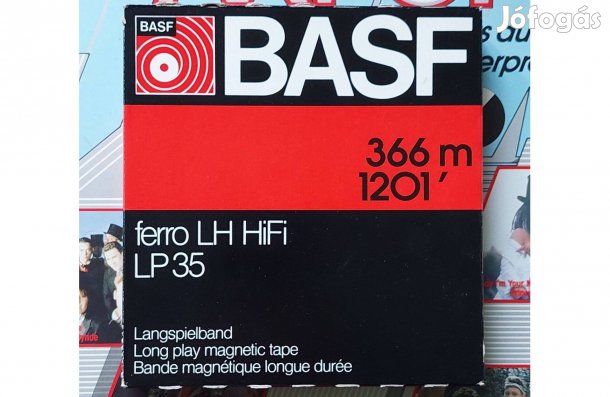 Jófogás
BASF
BASF
366 m
1201'
ferro LH HiFi
LP 35
Langspielband
Long play magnetic tape
Bande magnétique longue durée